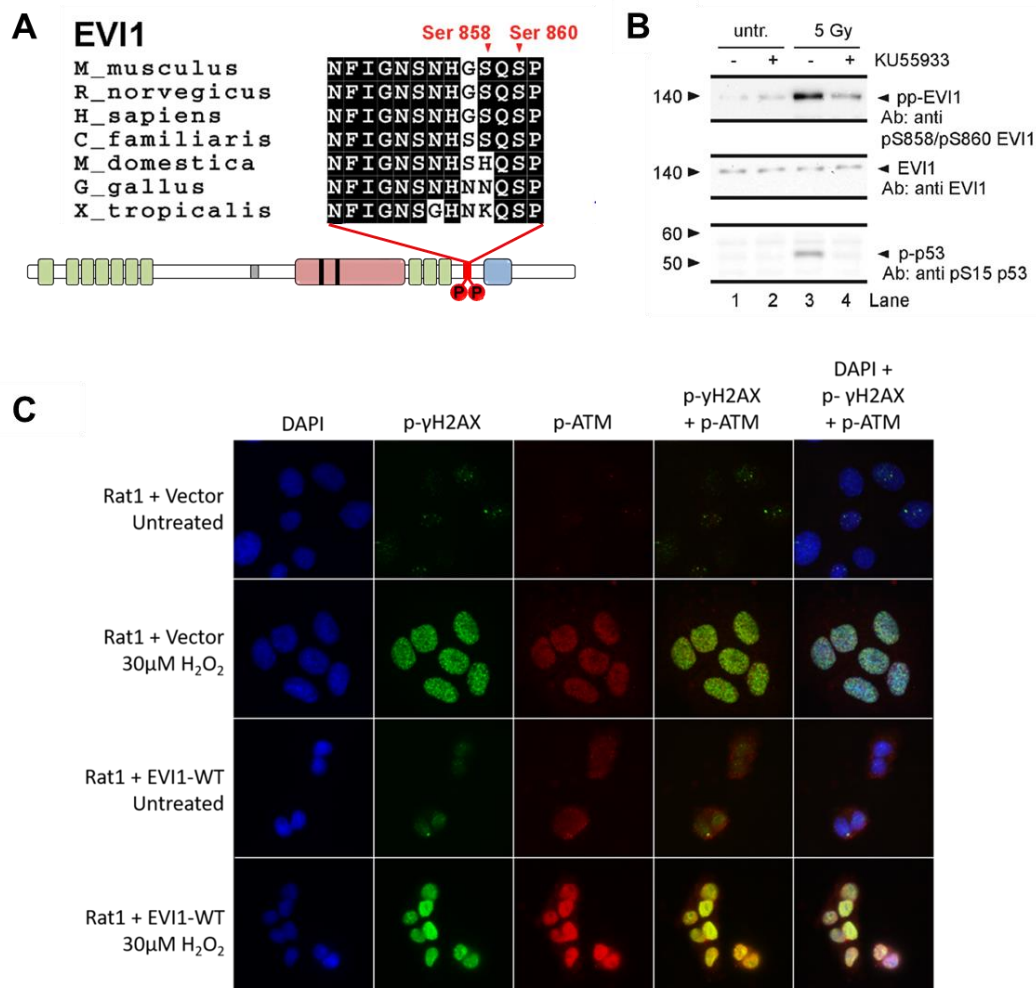 A
EVI1
Ser 858 Ser 860
M_musculus NFIGNSNHGSQSP
R_norvegicus NFIGNSNHGSQSP
H_sapiens NFIGNSNHGSQSP
C_familiaris NFIGNSNHSSQSP
M_domestica NFIGNSNHSHQSP
G_gallus NFIGNSNHNNQSP
X_tropicalis NFIGNSGHNKQSP
P P
B
untr. 5 Gy
- + - + KU55933
140 pp-EVI1
Ab: anti
pS858/pS860 EVI1
140 EVI1
Ab: anti EVI1
60
50 p-p53
Ab: anti pS15 p53
1 2 3 4 Lane
C
DAPI
p-γH2AX
p-ATM
p-γH2AX
+ p-ATM
DAPI +
p- γH2AX
+ p-ATM
Rat1 + Vector
Untreated
Rat1 + Vector
30μM H₂O₂
Rat1 + EVI1-WT
Untreated
Rat1 + EVI1-WT
30μM H₂O₂